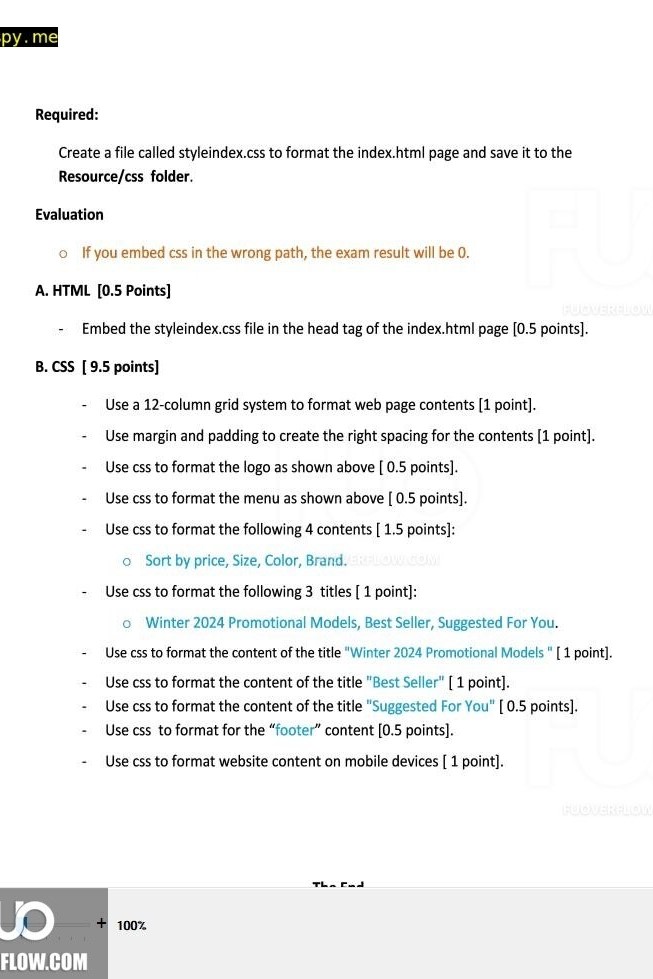 py.me
Required:
Create a file called styleindex.css to format the index.html page and save it to the
Resource/css folder.
Evaluation
o If you embed css in the wrong path, the exam result will be 0.
A. HTML [0.5 Points]
FUOVERFLOW
- Embed the styleindex.css file in the head tag of the index.html page [0.5 points].
B. CSS [ 9.5 points]
- Use a 12-column grid system to format web page contents [1 point].
- Use margin and padding to create the right spacing for the contents [1 point].
- Use css to format the logo as shown above [ 0.5 points].
- Use css to format the menu as shown above [ 0.5 points].
- Use css to format the following 4 contents [ 1.5 points]:
o Sort by price, Size, Color, Brand.
- Use css to format the following 3 titles [ 1 point]:
o Winter 2024 Promotional Models, Best Seller, Suggested For You.
- Use css to format the content of the title "Winter 2024 Promotional Models " [ 1 point].
- Use css to format the content of the title "Best Seller" [ 1 point].
- Use css to format the content of the title "Suggested For You" [ 0.5 points].
- Use css to format for the “footer” content [0.5 points].
- Use css to format website content on mobile devices [ 1 point].
FUOVERFLOW
The End
+ 100%
FLOW.COM